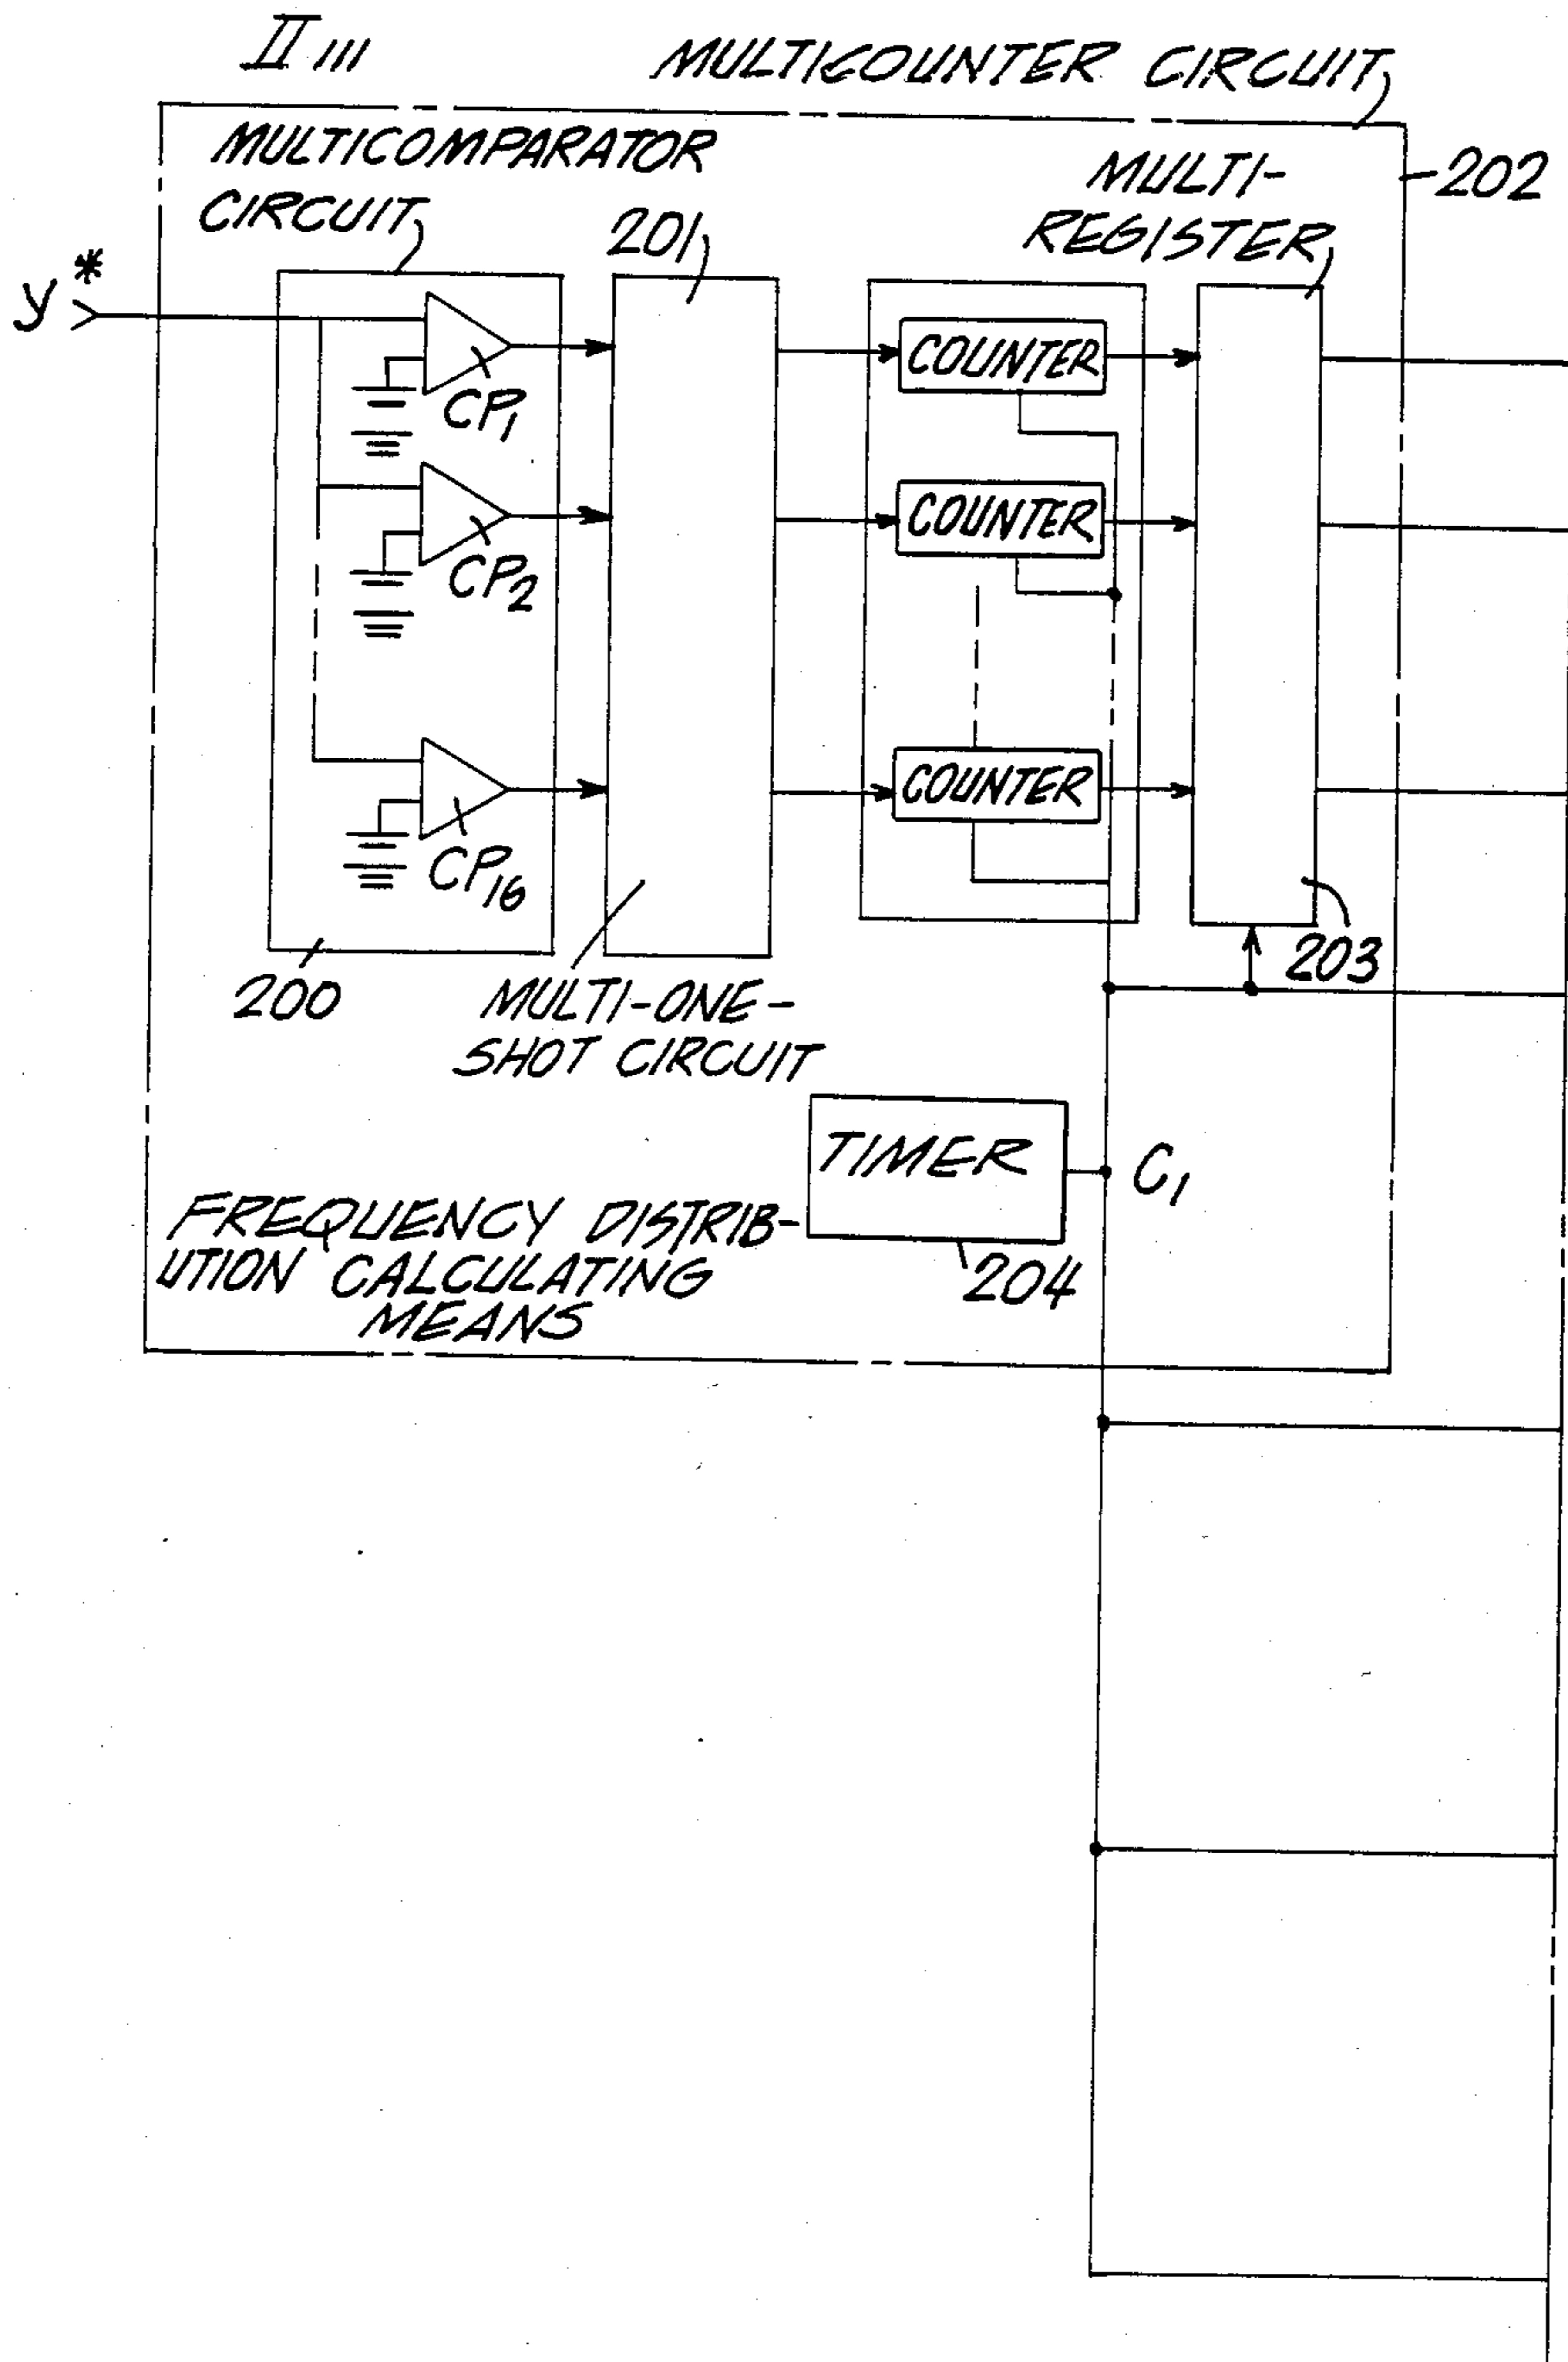 II III
MULTICOUNTER CIRCUIT
MULTICOMPARATOR
CIRCUIT
MULTI-
REGISTER
202
201
y*
COUNTER
CP1
COUNTER
CP2
COUNTER
CP16
203
200
MULTI-ONE-
SHOT CIRCUIT
TIMER
C1
204
FREQUENCY DISTRIB-
UTION CALCULATING
MEANS